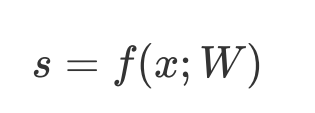 s = f(x; W)